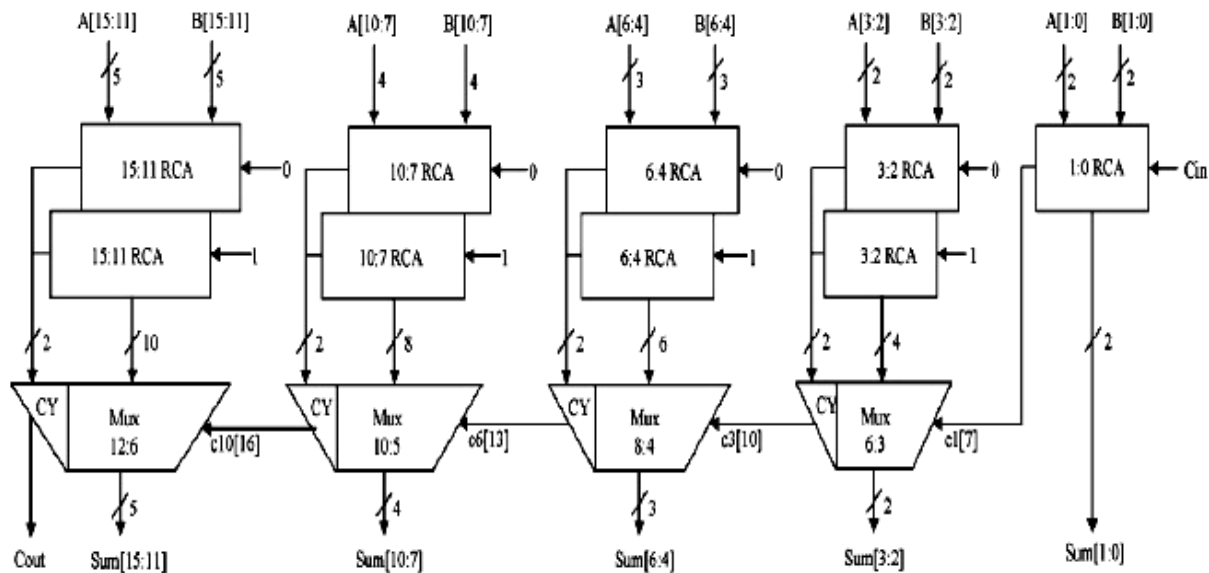 A[15:11] B[15:11] A[10:7] B[10:7] A[6:4] B[6:4] A[3:2] B[3:2] A[1:0] B[1:0]
5 5 4 4 3 3 2 2 2 2
15:11 RCA 0 10:7 RCA 0 6:4 RCA 0 3:2 RCA 0 1:0 RCA Cin
15:11 RCA 1 10:7 RCA 1 6:4 RCA 1 3:2 RCA 1
2 10 2 8 2 6 2 4 2
CY Mux CY Mux CY Mux CY Mux
12:6 c10[16] 10:5 c6[13] 8:4 c3[10] 6:3 c1[7]
5 4 3 2
Cout Sum[15:11] Sum[10:7] Sum[6:4] Sum[3:2] Sum[1:0]